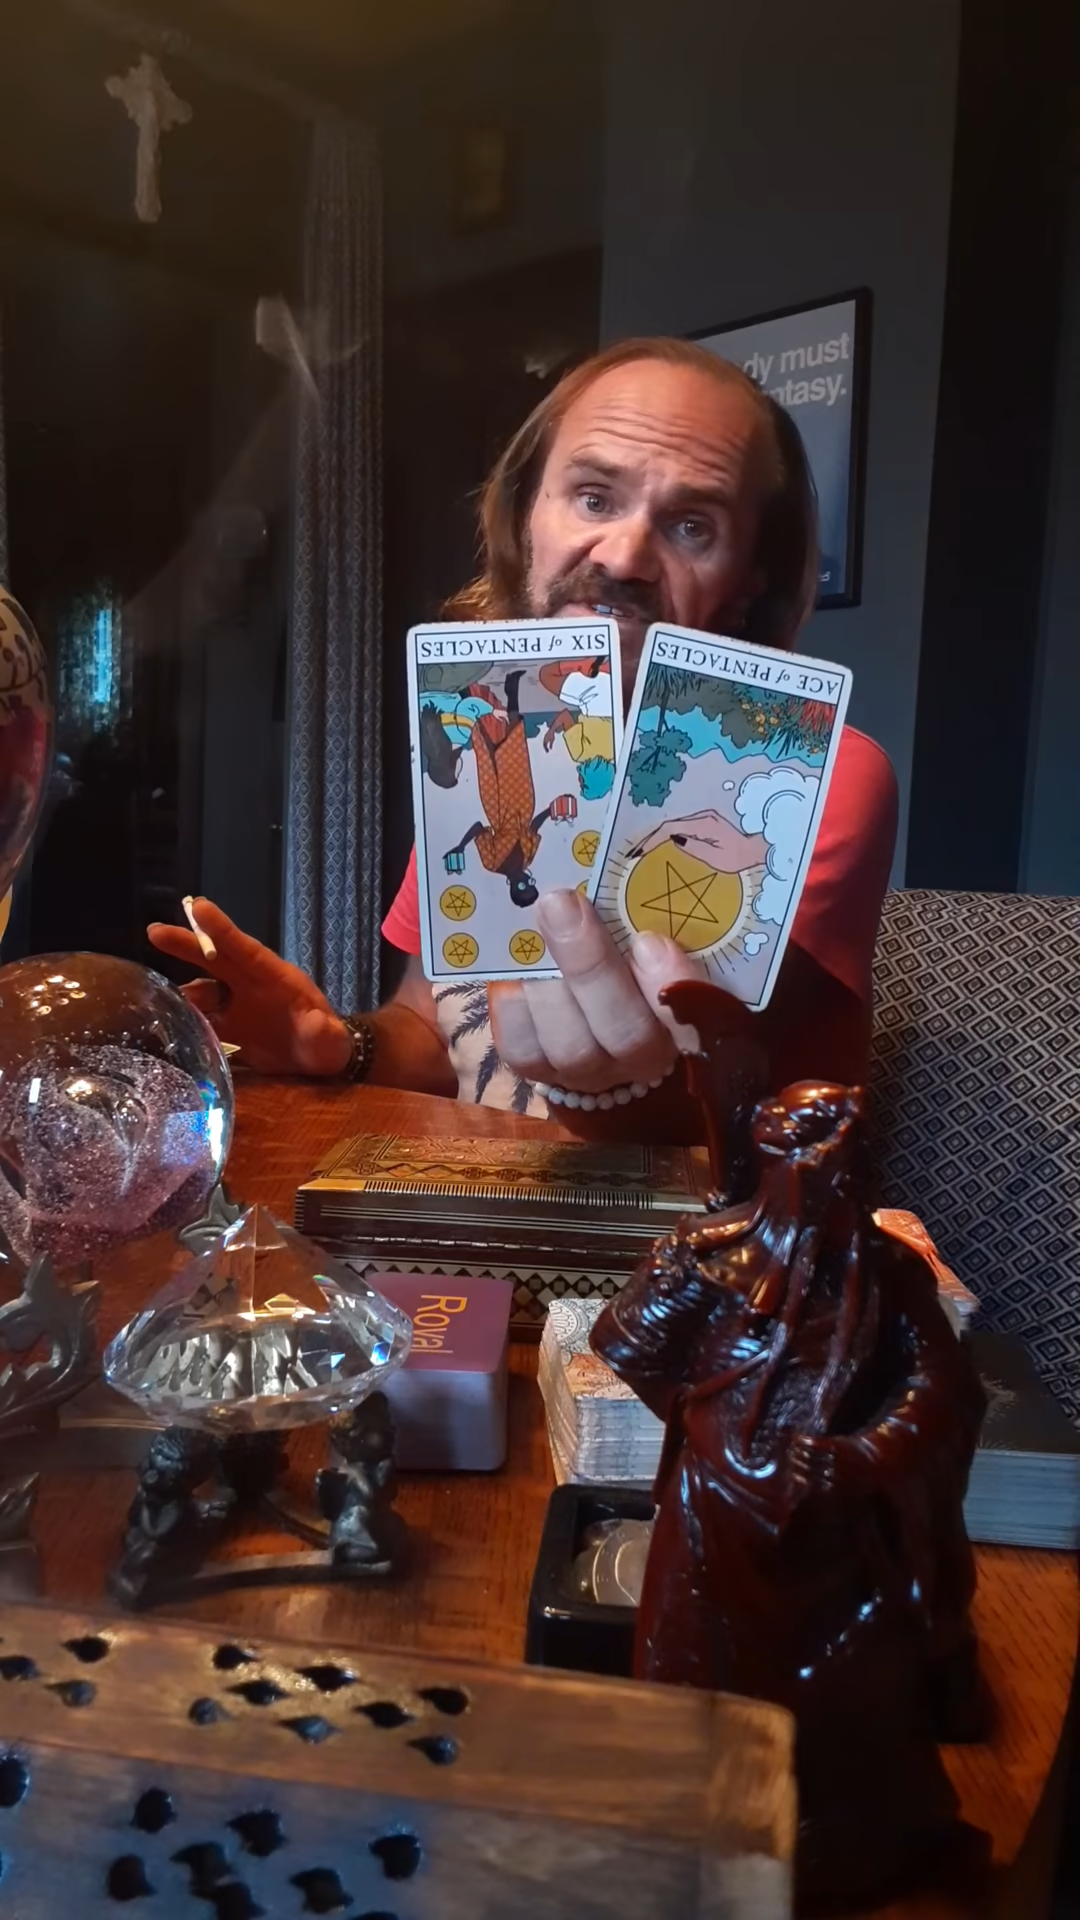 dy must
ntasy.
SIX of PENTACLES
ACE of PENTACLES
Royal